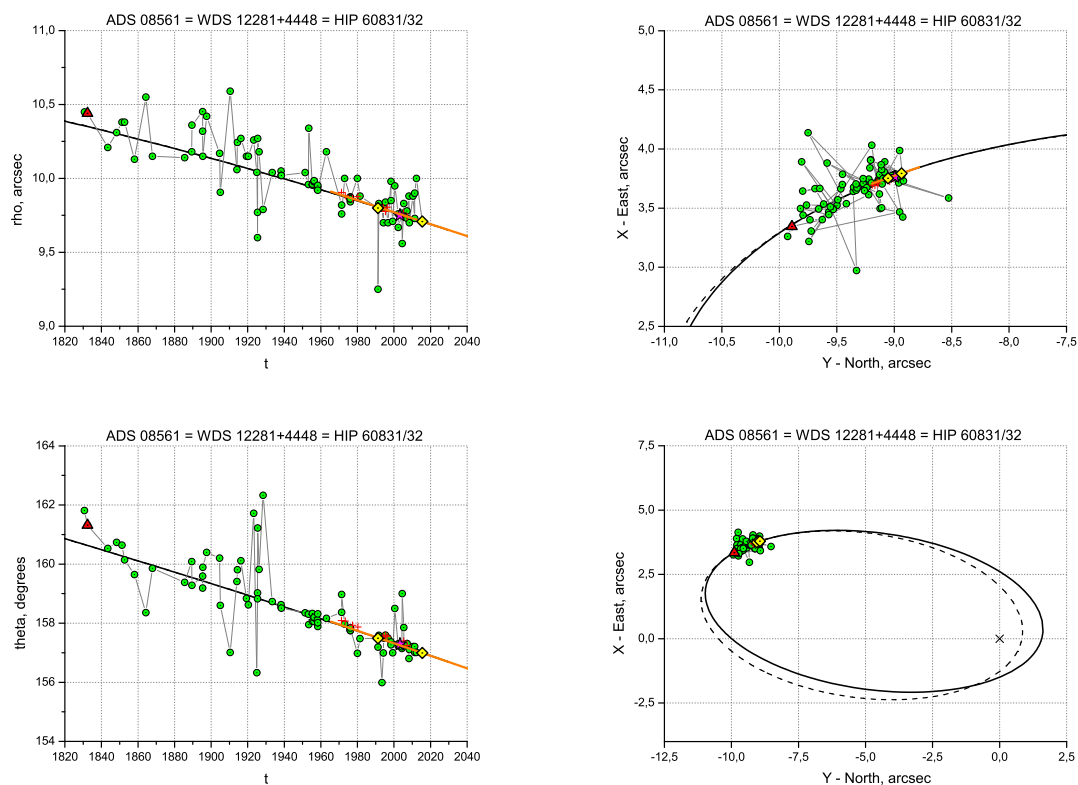 ADS 08561 = WDS 12281+4448 = HIP 60831/32
11,0
10,5
10,0
9,5
9,0
rho, arcsec
1820 1840 1860 1880 1900 1920 1940 1960 1980 2000 2020 2040
t
ADS 08561 = WDS 12281+4448 = HIP 60831/32
5,0
4,5
4,0
3,5
3,0
2,5
X - East, arcsec
-11,0 -10,5 -10,0 -9,5 -9,0 -8,5 -8,0 -7,5
Y - North, arcsec
ADS 08561 = WDS 12281+4448 = HIP 60831/32
164
162
160
158
156
154
theta, degrees
1820 1840 1860 1880 1900 1920 1940 1960 1980 2000 2020 2040
t
ADS 08561 = WDS 12281+4448 = HIP 60831/32
7,5
5,0
2,5
0,0
-2,5
X - East, arcsec
-12,5 -10,0 -7,5 -5,0 -2,5 0,0 2,5
Y - North, arcsec